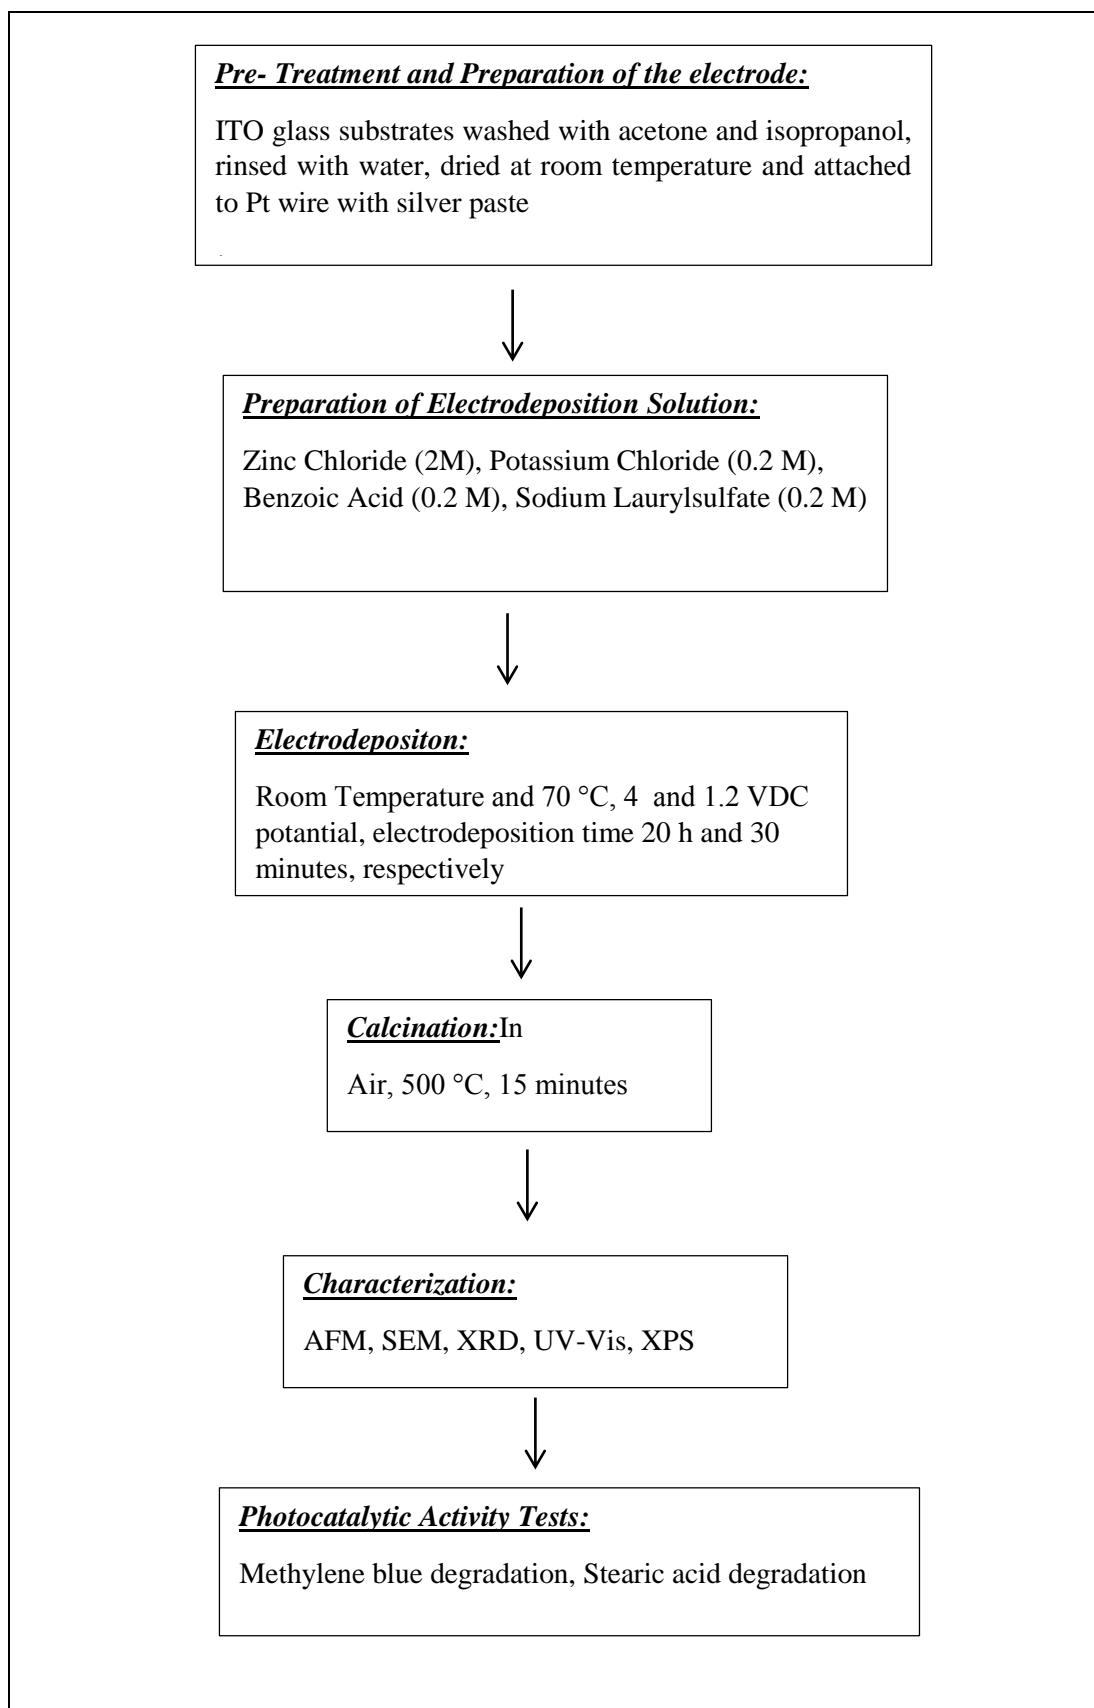 Pre- Treatment and Preparation of the electrode:
ITO glass substrates washed with acetone and isopropanol,
rinsed with water, dried at room temperature and attached
to Pt wire with silver paste
.
Preparation of Electrodeposition Solution:
Zinc Chloride (2M), Potassium Chloride (0.2 M),
Benzoic Acid (0.2 M), Sodium Laurylsulfate (0.2 M)
Electrodepositon:
Room Temperature and 70 °C, 4 and 1.2 VDC
potantial, electrodeposition time 20 h and 30
minutes, respectively
Calcination:In
Air, 500 °C, 15 minutes
Characterization:
AFM, SEM, XRD, UV-Vis, XPS
Photocatalytic Activity Tests:
Methylene blue degradation, Stearic acid degradation